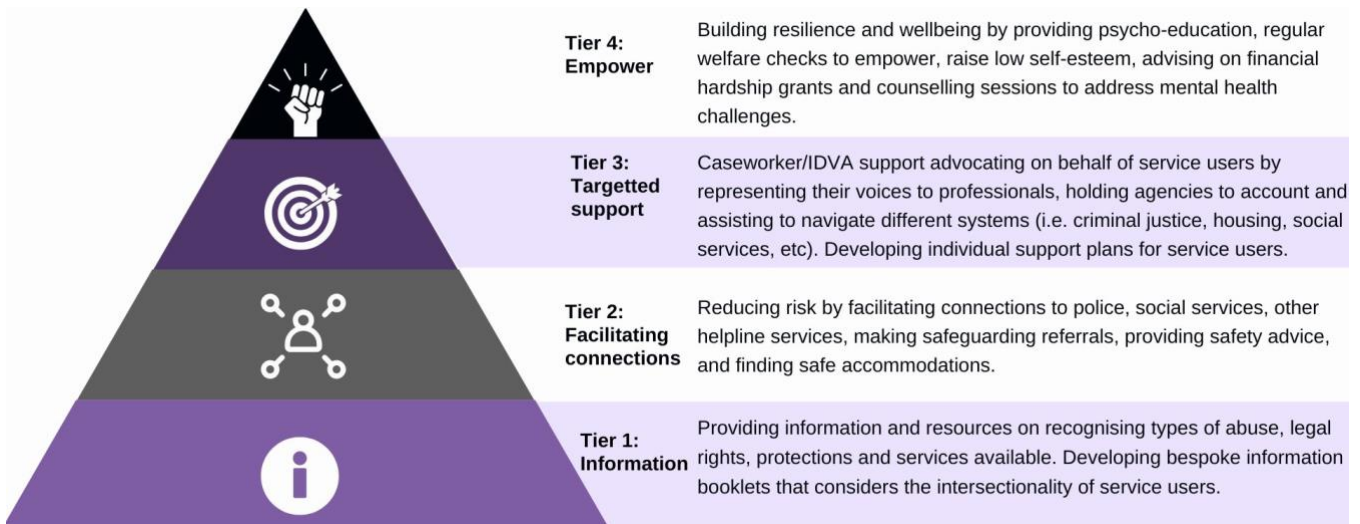 Tier 4:
Empower
Building resilience and wellbeing by providing psycho-education, regular
welfare checks to empower, raise low self-esteem, advising on financial
hardship grants and counselling sessions to address mental health
challenges.
Tier 3:
Targetted
support
Caseworker/IDVA support advocating on behalf of service users by
representing their voices to professionals, holding agencies to account and
assisting to navigate different systems (i.e. criminal justice, housing, social
services, etc). Developing individual support plans for service users.
Tier 2:
Facilitating
connections
Reducing risk by facilitating connections to police, social services, other
helpline services, making safeguarding referrals, providing safety advice,
and finding safe accommodations.
Tier 1:
Information
Providing information and resources on recognising types of abuse, legal
rights, protections and services available. Developing bespoke information
booklets that considers the intersectionality of service users.